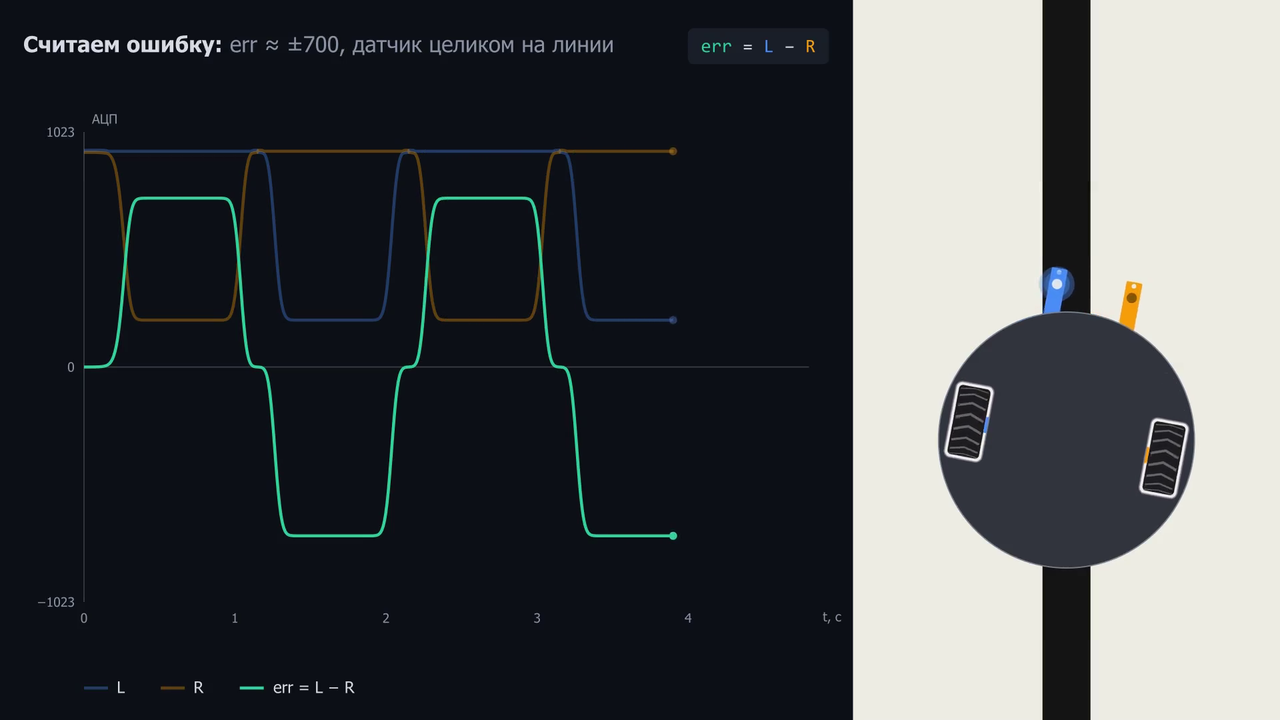 Считаем ошибку: err ≈ ±700, датчик целиком на линии
err = L − R
АЦП
1023
0
−1023
0 1 2 3 4 t, с
L R err = L − R